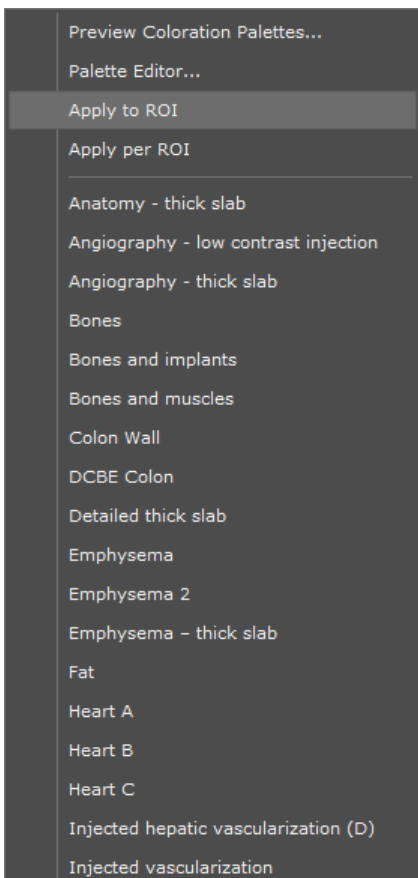 Preview Coloration Palettes...
Palette Editor...
Apply to ROI
Apply per ROI
Anatomy - thick slab
Angiography - low contrast injection
Angiography - thick slab
Bones
Bones and implants
Bones and muscles
Colon Wall
DCBE Colon
Detailed thick slab
Emphysema
Emphysema 2
Emphysema – thick slab
Fat
Heart A
Heart B
Heart C
Injected hepatic vascularization (D)
Injected vascularization